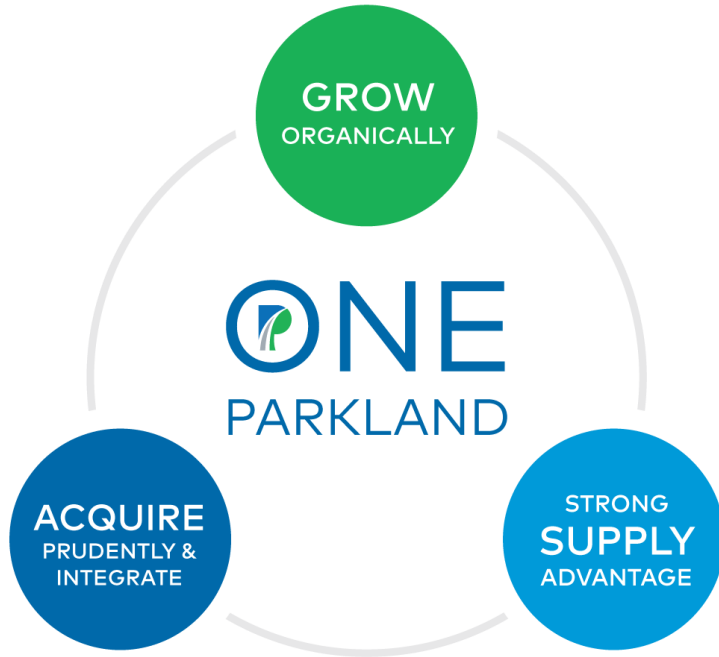 GROW
ORGANICALLY
ONE
PARKLAND
ACQUIRE
PRUDENTLY &
INTEGRATE
STRONG
SUPPLY
ADVANTAGE